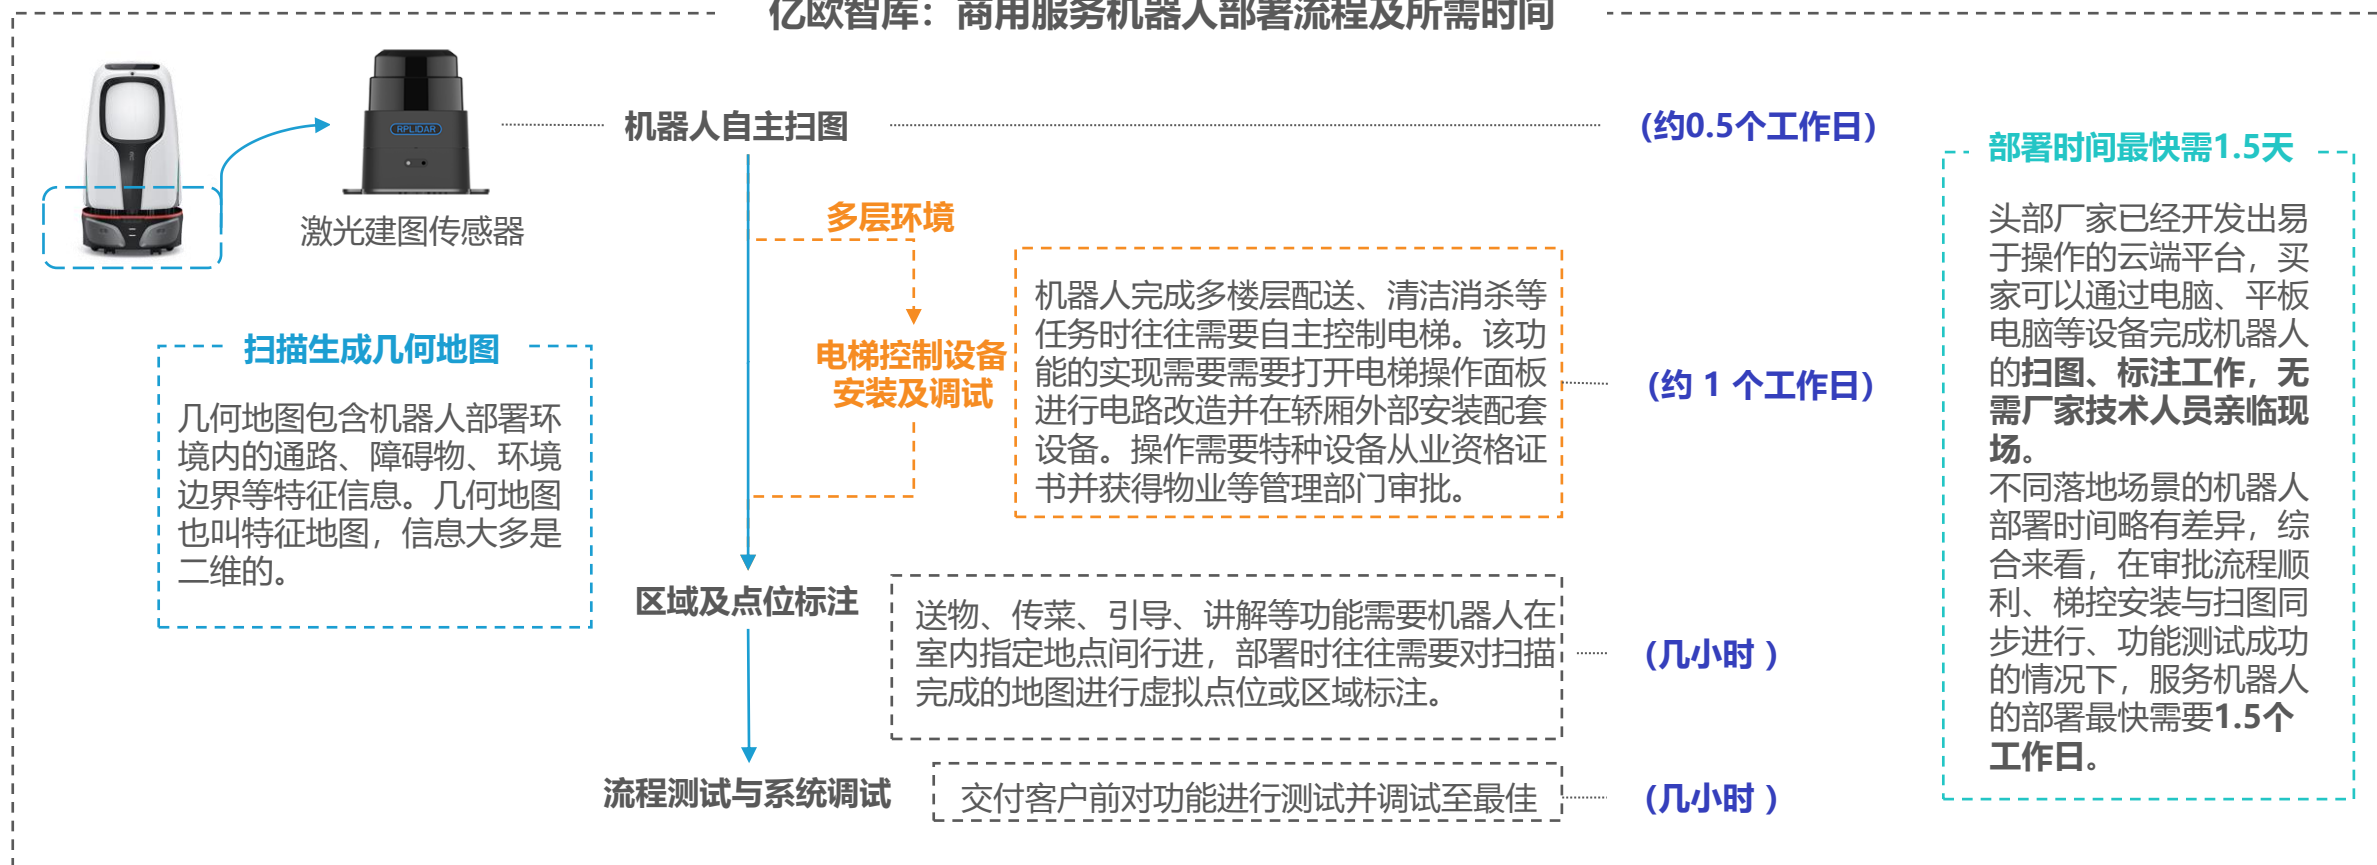 亿欧智库：商用服务机器人部署流程及所需时间
RPLIDAR
激光建图传感器
机器人自主扫图
(约0.5个工作日)
多层环境
电梯控制设备
安装及调试
机器人完成多楼层配送、清洁消杀等
任务时往往需要自主控制电梯。该功
能的实现需要需要打开电梯操作面板
进行电路改造并在轿厢外部安装配套
设备。操作需要特种设备从业资格证
书并获得物业等管理部门审批。
(约 1 个工作日)
扫描生成几何地图
几何地图包含机器人部署环
境内的通路、障碍物、环境
边界等特征信息。几何地图
也叫特征地图，信息大多是
二维的。
区域及点位标注
送物、传菜、引导、讲解等功能需要机器人在
室内指定地点间行进，部署时往往需要对扫描
完成的地图进行虚拟点位或区域标注。
(几小时 )
流程测试与系统调试
交付客户前对功能进行测试并调试至最佳
(几小时 )
部署时间最快需1.5天
头部厂家已经开发出易
于操作的云端平台，买
家可以通过电脑、平板
电脑等设备完成机器人
的扫图、标注工作，无
需厂家技术人员亲临现
场。
不同落地场景的机器人
部署时间略有差异，综
合来看，在审批流程顺
利、梯控安装与扫图同
步进行、功能测试成功
的情况下，服务机器人
的部署最快需要1.5个
工作日。